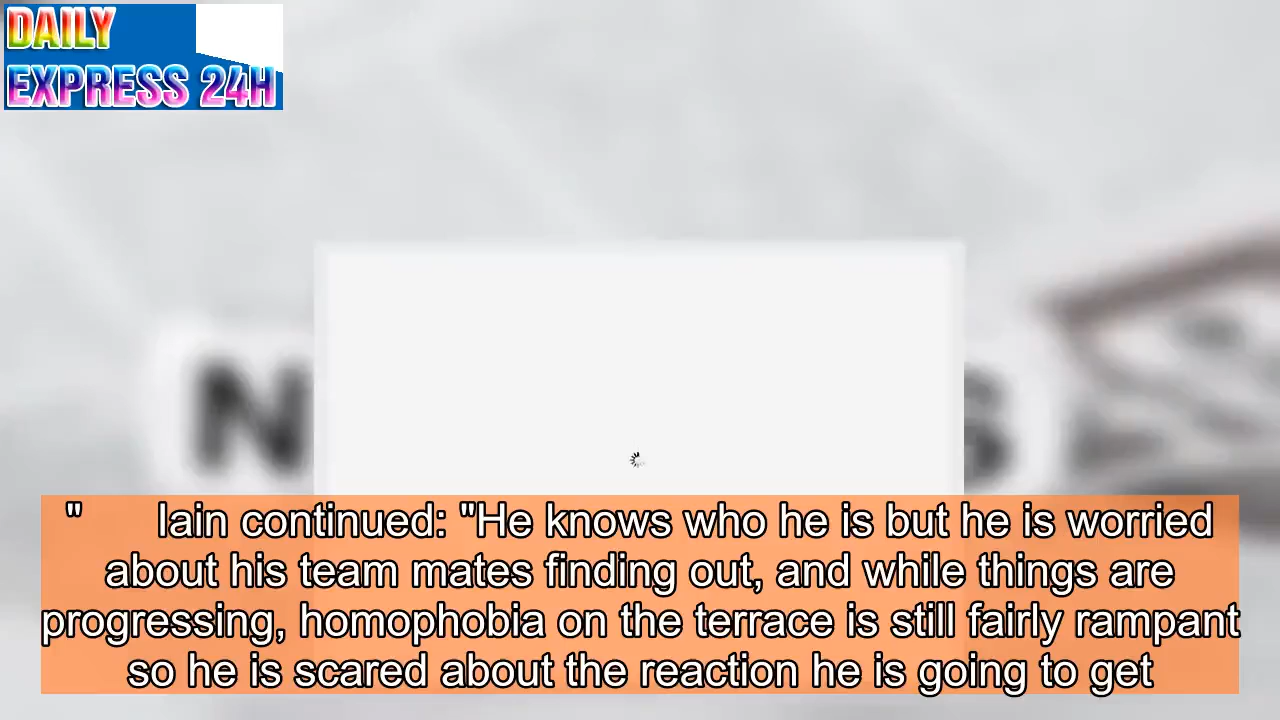 DAILY
EXPRESS 24H
N
S
" Iain continued: "He knows who he is but he is worried
about his team mates finding out, and while things are
progressing, homophobia on the terrace is still fairly rampant
so he is scared about the reaction he is going to get